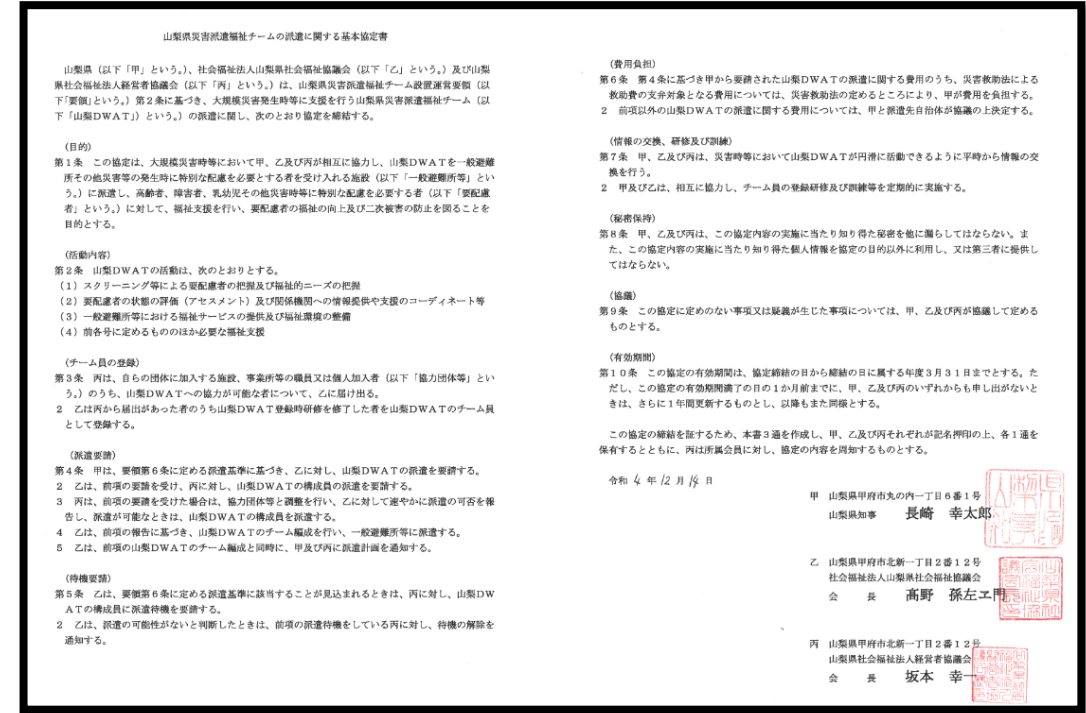 山梨県災害派遣福祉チームの派遣に関する基本協定書
山梨県（以下「甲」という。）、社会福祉法人山梨県社会福祉協議会（以下「乙」という。）及び山梨
県社会福祉法人経営者協議会（以下「丙」という。）は、山梨県災害派遣福祉チーム設置運営要領（以
下「要領」という。）第２条に基づき、大規模災害発生時等に支援を行う山梨県災害派遣福祉チーム（以
下「山梨ＤＷＡＴ」）という。）の派遣に関し、次のとおり協定を締結する。
（目的）
第１条　この協定は、大規模災害時等において甲、乙及び丙が相互に協力し、山梨ＤＷＡＴを一般避難
所その他災害等の発生時に特別な配慮を必要とする者を受け入れる施設（以下「一般避難所等」とい
う。）に派遣し、高齢者、障害者、乳幼児その他災害時等に特別な配慮を必要する者（以下「要配慮
者」という。）に対して、福祉支援を行い、要配慮者の福祉の向上及び二次被害の防止を図ることを
目的とする。
（活動内容）
第２条　山梨ＤＷＡＴの活動は、次のとおりとする。
（１）スクリーニング等による要配慮者の把握及び福祉的ニーズの把握
（２）要配慮者の状態の評価（アセスメント）及び関係機関への情報提供や支援のコーディネート等
（３）一般避難所等における福祉サービスの提供及び福祉環境の整備
（４）前各号に定めるもののほか必要な福祉支援
（チーム員の登録）
第３条　丙は、自らの団体に加入する施設、事業所等の職員又は個人加入者（以下「協力団体等」とい
う。）のうち、山梨ＤＷＡＴへの協力が可能な者について、乙に届け出る。
２　乙は丙から届出があった者のうち山梨ＤＷＡＴ登録時研修を修了した者を山梨ＤＷＡＴのチーム員
として登録する。
（派遣要請）
第４条　甲は、要領第６条に定める派遣基準に基づき、乙に対し、山梨ＤＷＡＴの派遣を要請する。
２　乙は、前項の要請を受け、丙に対し、山梨ＤＷＡＴの構成員の派遣を要請する。
３　丙は、前項の要請を受けた場合は、協力団体等と調整を行い、乙に対して速やかに派遣の可否を報
告し、派遣が可能なときは、山梨ＤＷＡＴの構成員を派遣する。
４　乙は、前項の報告に基づき、山梨ＤＷＡＴのチーム編成を行い、一般避難所等に派遣する。
５　乙は、前項の山梨ＤＷＡＴのチーム編成と同時に、甲及び丙に派遣計画を通知する。
（待機要請）
第５条　乙は、要領第６条に定める派遣基準に該当することが見込まれるときは、丙に対し、山梨ＤＷ
ＡＴの構成員に派遣待機を要請する。
２　乙は、派遣の可能性がないと判断したときは、前項の派遣待機をしている丙に対し、待機の解除を
通知する。
（費用負担）
第６条　第４条に基づき甲から要請された山梨ＤＷＡＴの派遣に関する費用のうち、災害救助法による
救助費の支弁対象となる費用については、災害救助法の定めるところにより、甲が費用を負担する。
２　前項以外の山梨ＤＷＡＴの派遣に関する費用については、甲と派遣先自治体が協議の上決定する。
（情報の交換、研修及び訓練）
第７条　甲、乙及び丙は、災害時等において山梨ＤＷＡＴが円滑に活動できるように平時から情報の交
換を行う。
２　甲及び乙は、相互に協力し、チーム員の登録研修及び訓練等を定期的に実施する。
（秘密保持）
第８条　甲、乙及び丙は、この協定内容の実施に当たり知り得た秘密を他に漏らしてはならない。ま
た、この協定内容の実施に当たり知り得た個人情報を協定の目的以外に利用し、又は第三者に提供し
てはならない。
（協議）
第９条　この協定に定めのない事項又は疑義が生じた事項については、甲、乙及び丙が協議して定める
ものとする。
（有効期間）
第１０条　この協定の有効期間は、協定締結の日から締結の日に属する年度３月３１日までとする。た
だし、この協定の有効期間満了の日の１か月前までに、甲、乙及び丙のいずれからも申し出がないと
きは、さらに１年間更新するものとし、以降もまた同様とする。
この協定の締結を証するため、本書３通を作成し、甲、乙及び丙それぞれが記名押印の上、各１通を
保有するとともに、丙は所属会員に対し、協定の内容を周知するものとする。
令和 4 年 12 月 14 日
甲　山梨県甲府市丸の内一丁目６番１号
山梨県知事　長崎　幸太郎
乙　山梨県甲府市北新一丁目２番１２号
社会福祉法人山梨県社会福祉協議会
会　長　髙野　孫左ヱ門
丙　山梨県甲府市北新一丁目２番１２号
山梨県社会福祉法人経営者協議会
会　長　坂本　幸一